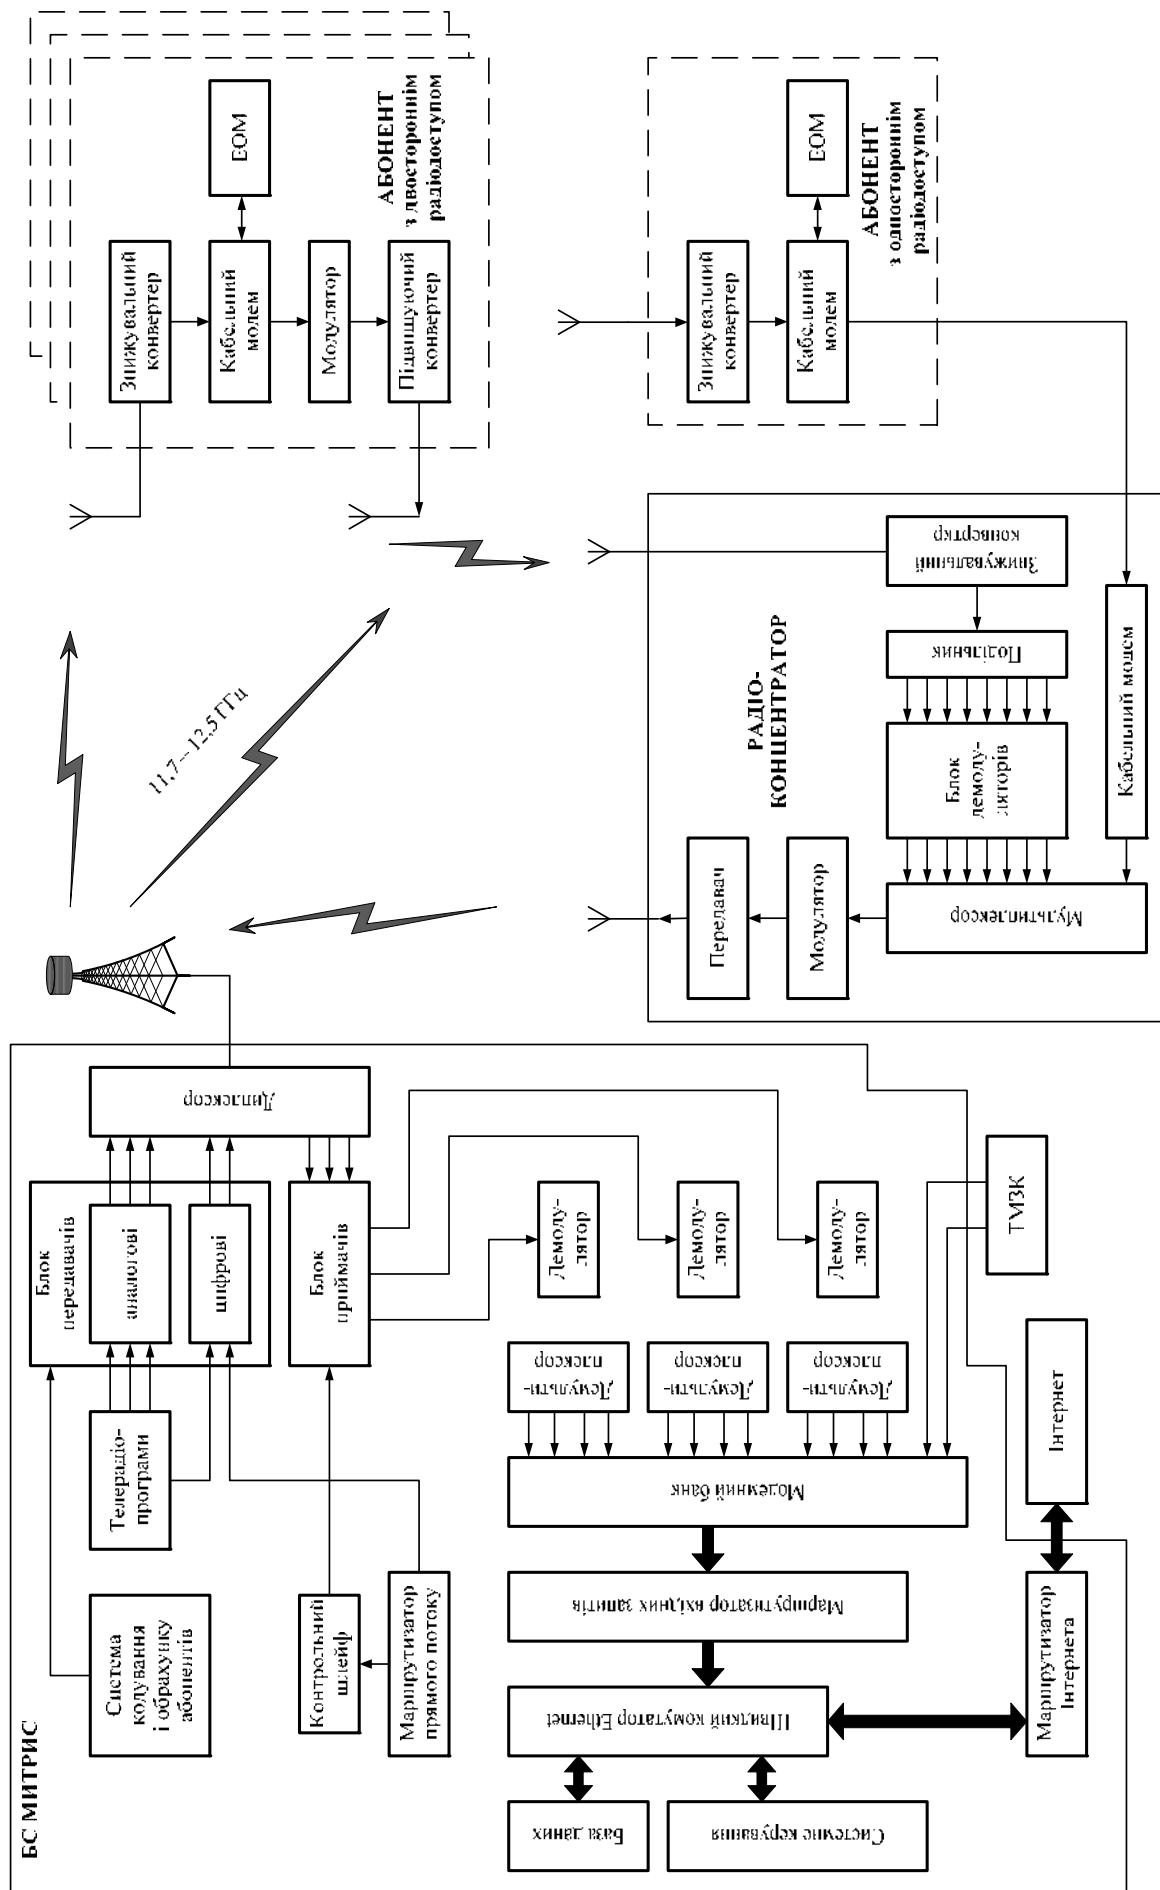 БС МИТРИС
Система
кодування
і обрахунку
абонентів
Телерадіо-
програми
Блок
передавачів
аналогові
цифрові
Диплексор
Контрольний
шлейф
Маршрутизатор
прямого потоку
Блок
приймачів
Демоду-
лятор
Демоду-
лятор
Демоду-
лятор
Демульти-
плексор
Демульти-
плексор
Демульти-
плексор
Модемний банк
Маршрутизатор вхідних запитів
Швидкий комутатор Ethernet
База даних
Системне керування
Маршрутизатор
Інтернета
Інтернет
ТМЗК
11,7 – 12,5 ГГц
Знижувальний
конвертер
Кабельний
модем
ЕОМ
Модулятор
Підвищуючий
конвертер
АБОНЕНТ
з двостороннім
радіодоступом
Знижувальний
конвертер
Кабельний
модем
ЕОМ
АБОНЕНТ
з одностороннім
радіодоступом
РАДІО-
КОНЦЕНТРАТОР
Передавач
Модулятор
Мультиплексор
Блок
демоду-
ляторів
Подільник
Знижувальний
конверткр
Кабельний модем